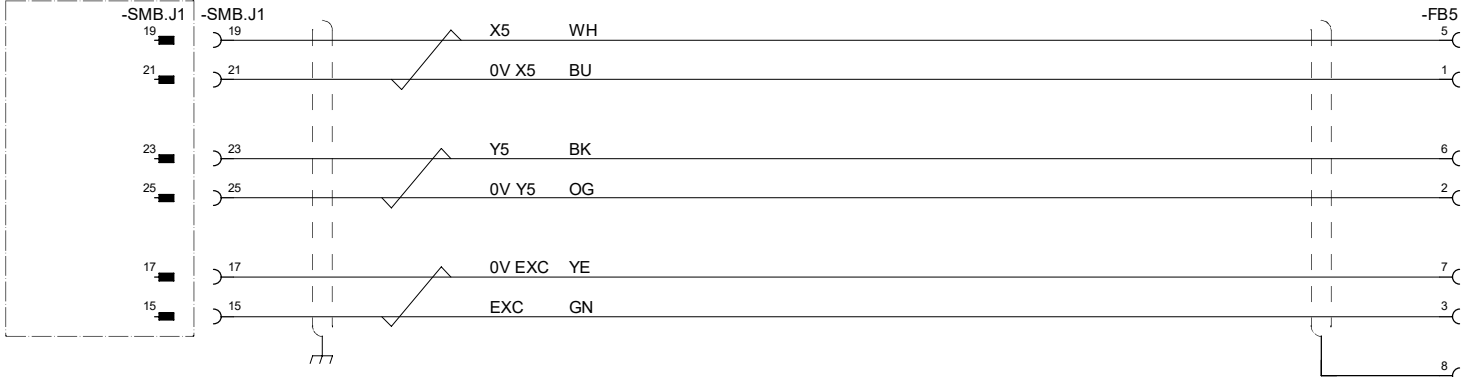 -SMB.J1 -SMB.J1 -FB5
19 19 X5 WH 5
21 21 0V X5 BU 1
23 23 Y5 BK 6
25 25 0V Y5 OG 2
17 17 0V EXC YE 7
15 15 EXC GN 3
8